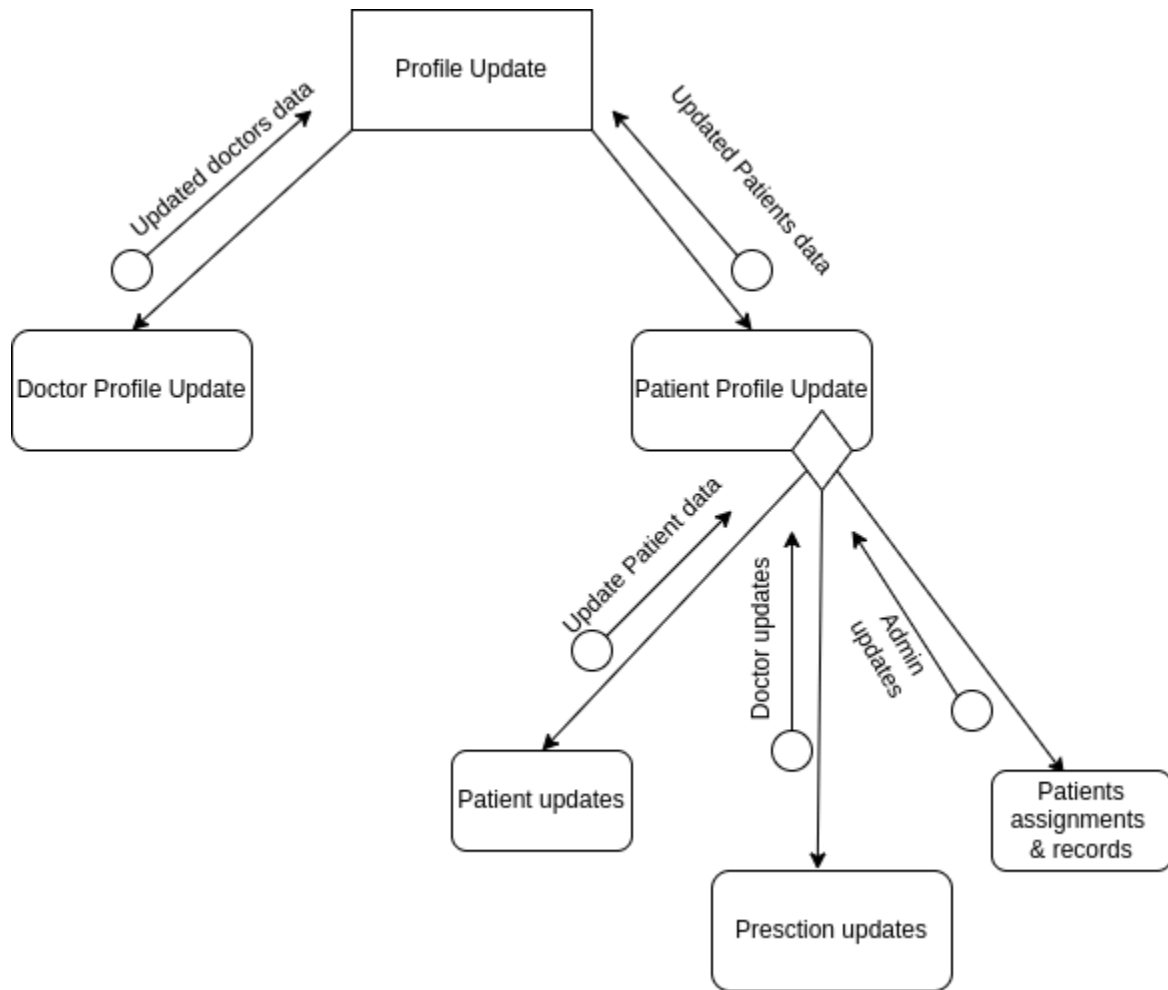 Profile Update
Updated doctors data
Updated Patients data
Doctor Profile Update
Patient Profile Update
Update Patient data
Doctor updates
Admin
updates
Patient updates
Patients
assignments
& records
Presction updates